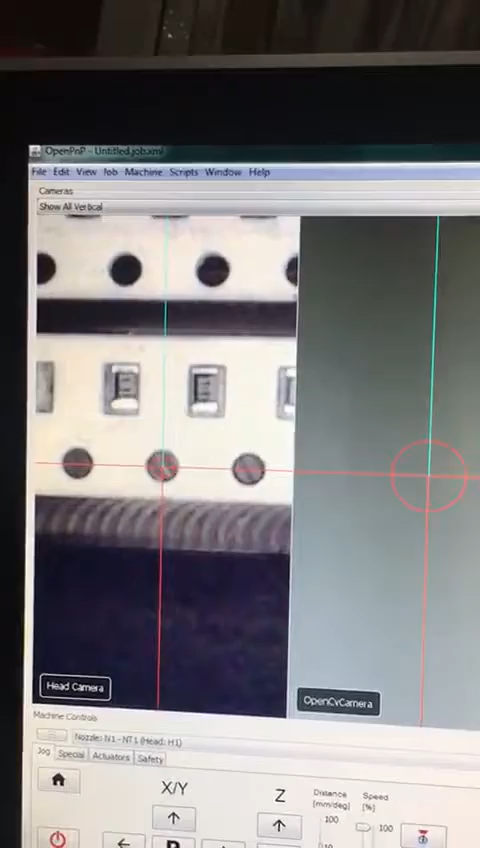 OpenPnP - Untitled.job.xml
File Edit View Job Machine Scripts Window Help
Cameras
Show All Vertical
Head Camera
OpenCvCamera
Machine Controls
Nozzle: N1 - NT1 (Head: H1)
Jog Special Actuators Safety
X/Y
Z
Distance
[mm/deg]
Speed
[%]
100
100
10
P